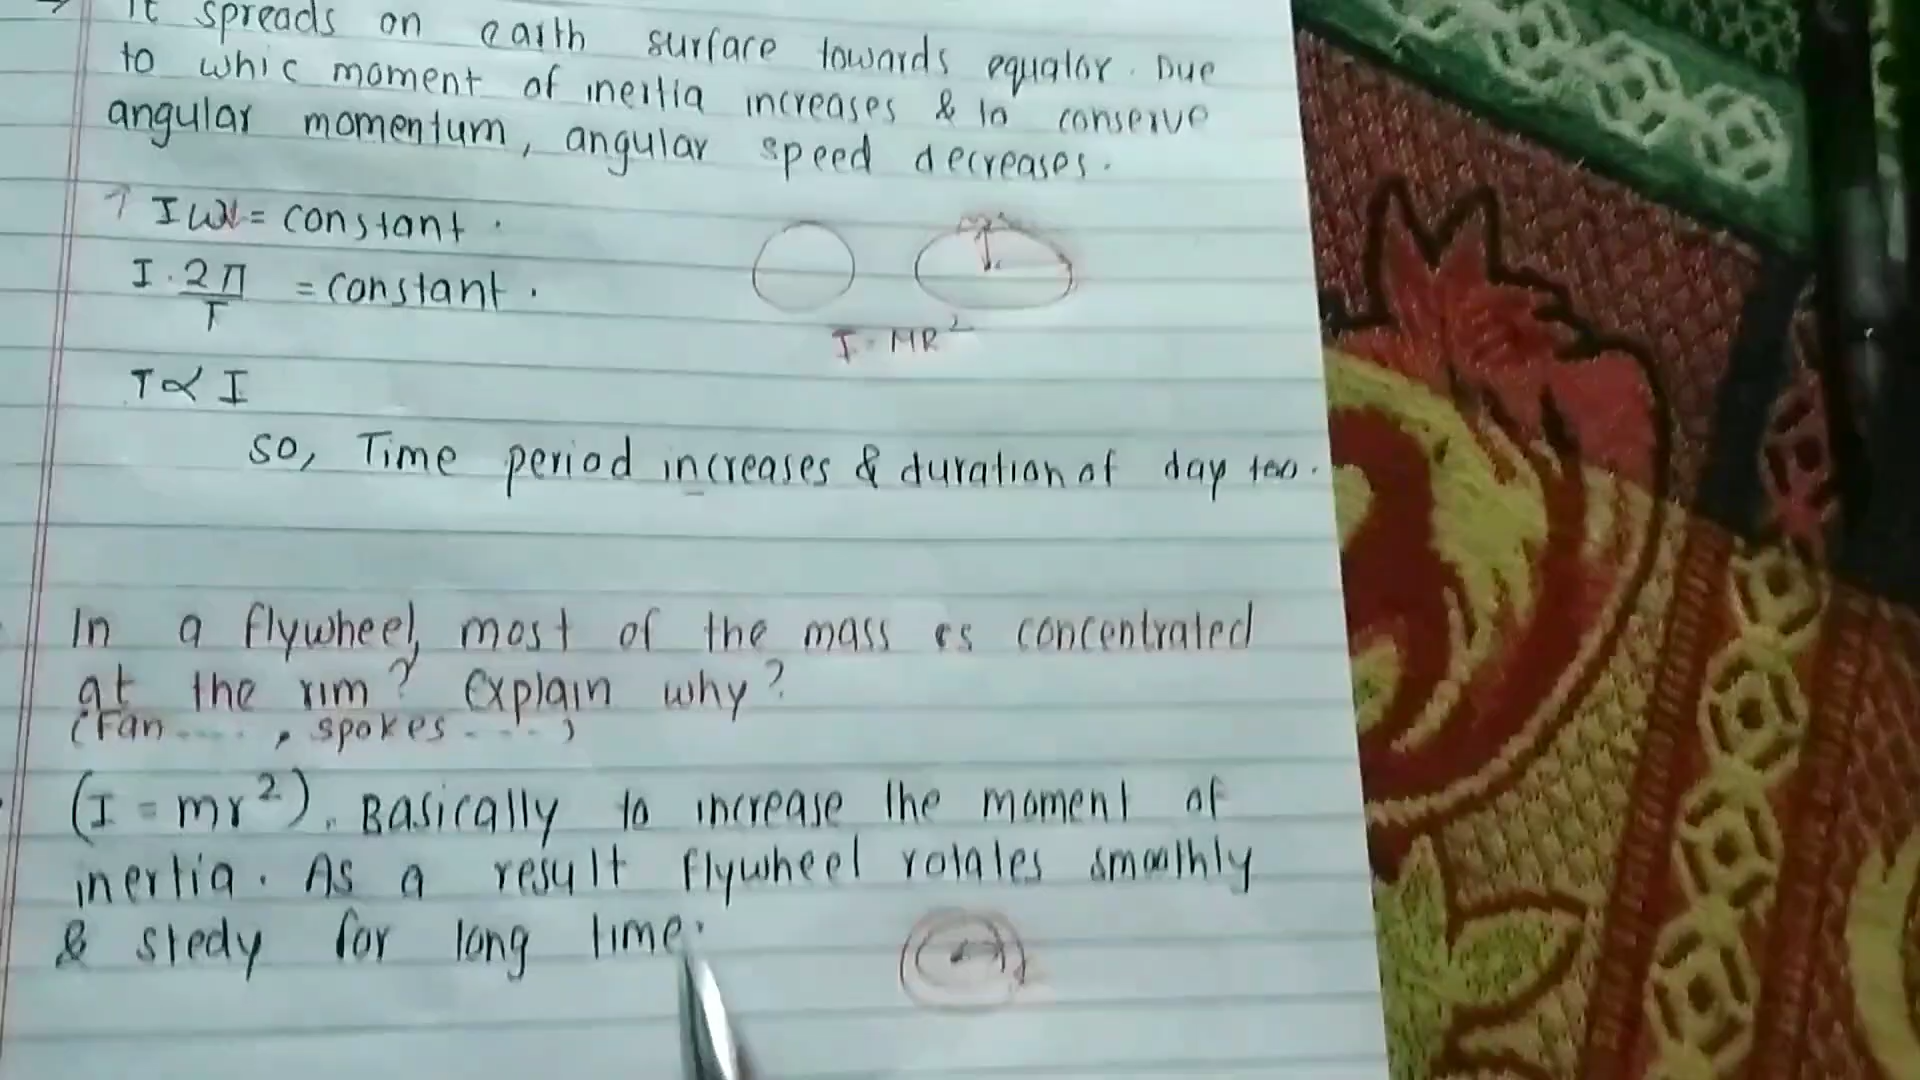 It spreads on earth surface towards equator. Due
to whic moment of inertia increases & to conserve
angular momentum, angular speed decreases.
↑ Iω↓ = constant.
I. 2π/T = constant.
I = MR²
T ∝ I
so, Time period increases & duration of day too.
In a flywheel, most of the mass is concentrated
at the rim? Explain why?
(Fan ...., spokes ....)
(I = mr²). Basically to increase the moment of
inertia. As a result flywheel rotates smoothly
& stedy for long time.